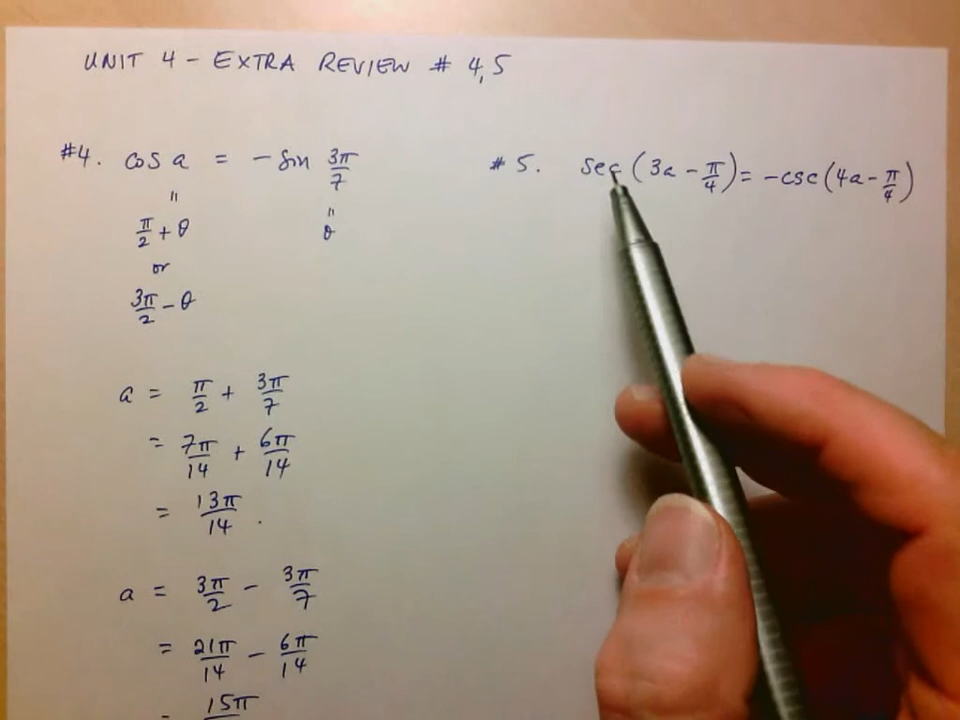 UNIT 4 - EXTRA REVIEW # 4,5
#4. cos a = - sin 3π/7
"
"
π/2 + θ
θ
or
3π/2 - θ
a = π/2 + 3π/7
= 7π/14 + 6π/14
= 13π/14 .
a = 3π/2 - 3π/7
= 21π/14 - 6π/14
= 15π
# 5. sec (3a - π/4) = -csc (4a - π/4)